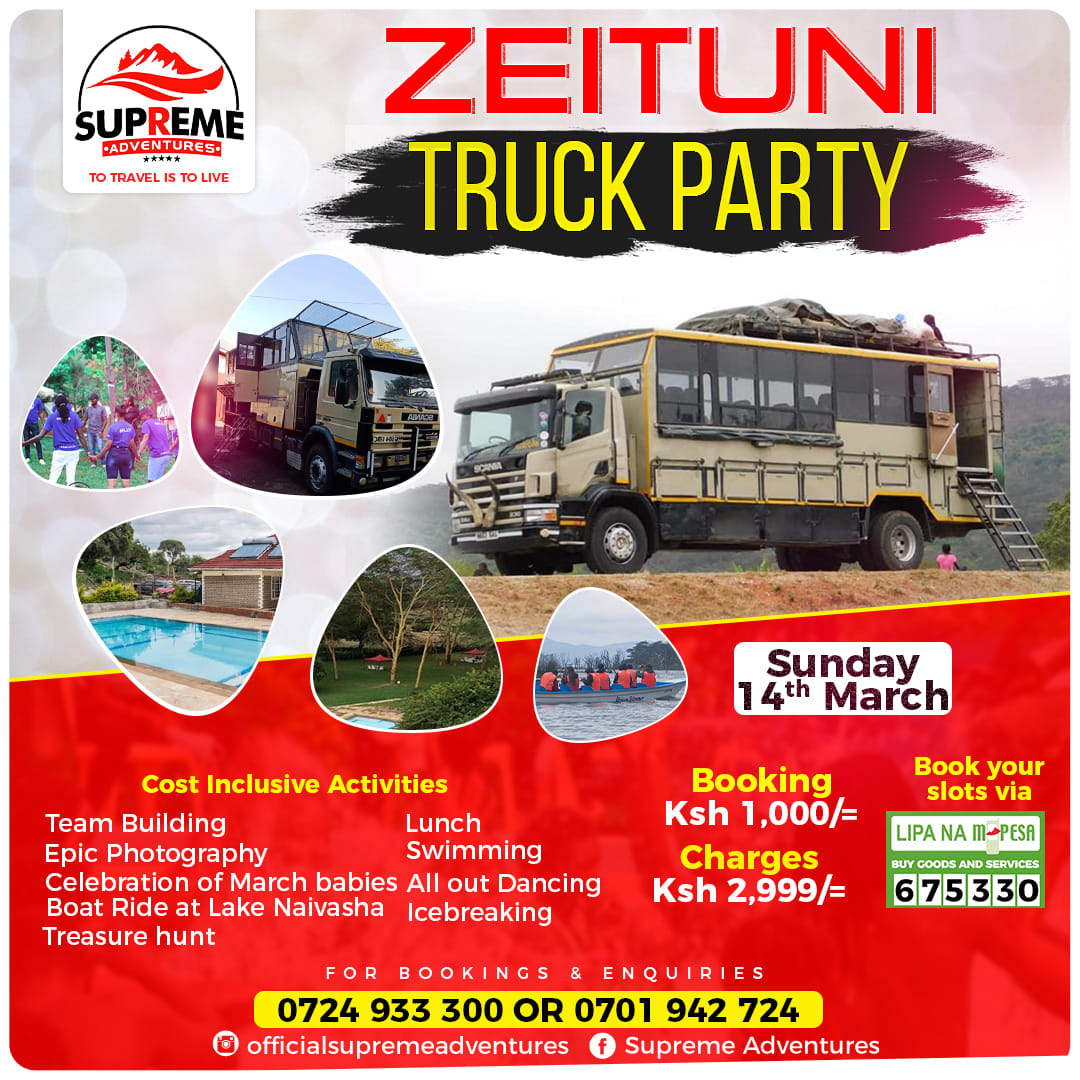 SUPREME
•ADVENTURES•
★★★★★
TO TRAVEL IS TO LIVE
ZEITUNI
TRUCK PARTY
SCANIA
SCANIA
Sunday
14th March
Cost Inclusive Activities
Team Building
Epic Photography
Celebration of March babies
Boat Ride at Lake Naivasha
Treasure hunt
Lunch
Swimming
All out Dancing
Icebreaking
Booking
Ksh 1,000/=
Charges
Ksh 2,999/=
Book your
slots via
LIPA NA M-PESA
BUY GOODS AND SERVICES
675330
FOR BOOKINGS & ENQUIRIES
0724 933 300 OR 0701 942 724
officialsupremeadventures
Supreme Adventures